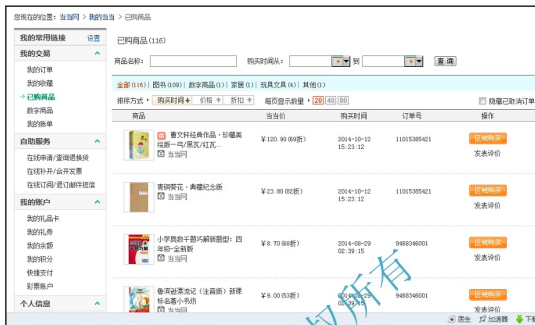 您现在的位置：当当网 > 我的当当 > 已购商品
我的常用链接 设置
我的交易
我的订单
我的收藏
→已购商品
数字商品
我的账单
自助服务
在线申请/查询退换货
在线补开/合开发票
在线订阅/退订邮件短信
我的账户
我的礼品卡
我的礼券
我的余额
我的积分
快捷支付
彩票账户
个人信息
已购商品(116)
商品名称： 购买时间从： 到 查 询
全部(116) | 图书(109) | 数字商品(1) | 家居(1) | 玩具文具(4) | 其他(1)
排序方式 购买时间 价格 折扣 每页显示数量 20 40 80 隐藏已取消订单
商品 当当价 购买时间 订单号 操作
曹文轩经典作品·珍藏美绘版—弓/黑瓦/红瓦…
当当网
¥120.90(69折) 2014-10-12 15:23:12 11015385421
发表评价
青铜葵花·典藏纪念版
当当网
¥23.80(82折) 2014-10-12 15:23:12 11015385421
发表评价
小学奥数千题巧解新题型：四年级-全新版
当当网
¥8.70(88折) 2014-08-29 02:39:15 9468346001
发表评价
鲁滨逊漂流记（注音版）新课标名著小书坊
当当网
¥9.00(53折) 9468346001
发表评价
权所有
医生 加速器 下载